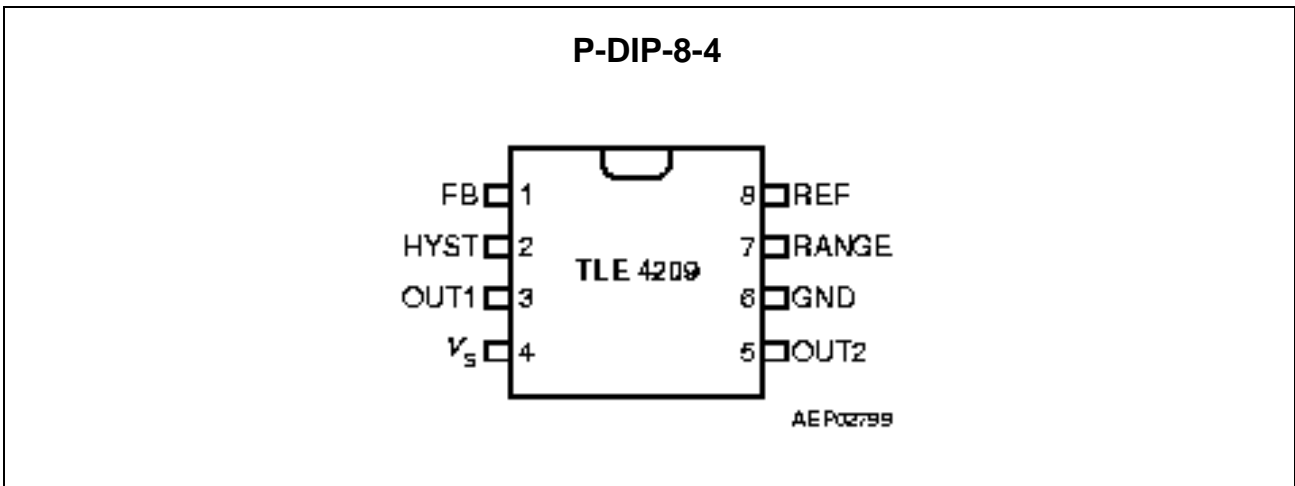 P-DIP-8-4
FB 1 8 REF
HYST 2 7 RANGE
TLE 4209
OUT1 3 6 GND
VS 4 5 OUT2
AEP02799